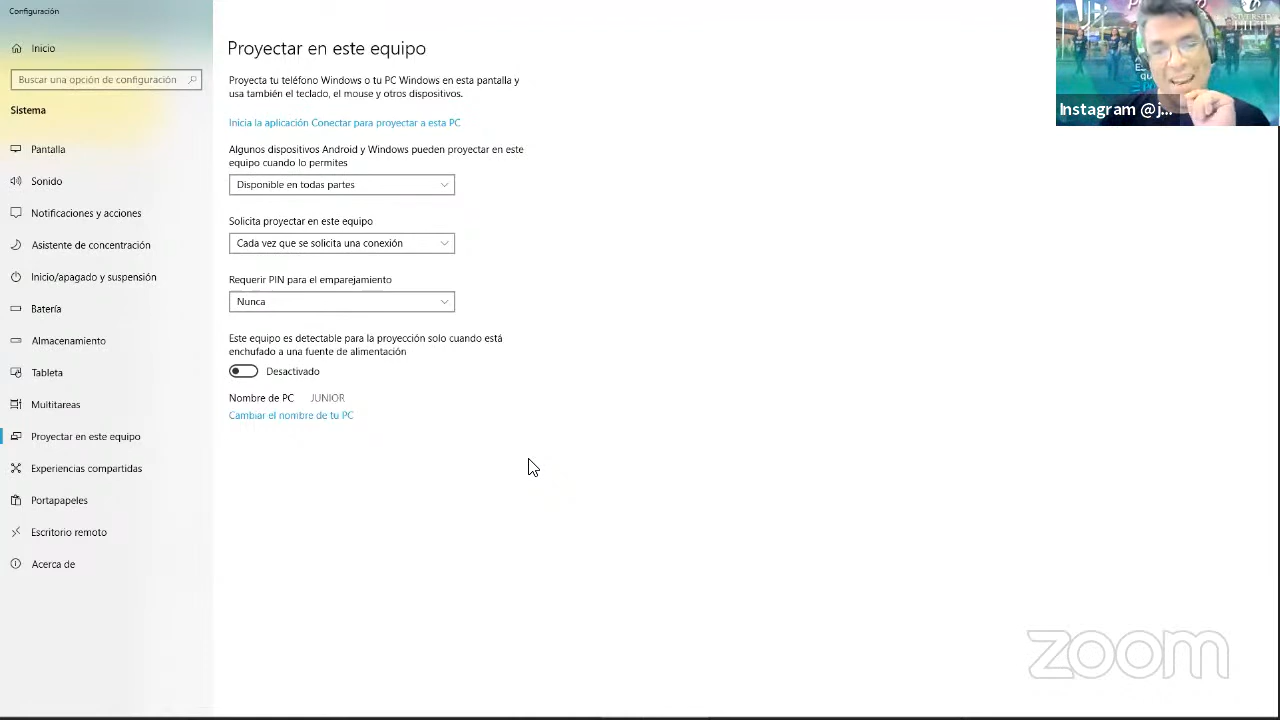 Configuración
Inicio
Buscar una opción de configuración
Sistema
Pantalla
Sonido
Notificaciones y acciones
Asistente de concentración
Inicio/apagado y suspensión
Batería
Almacenamiento
Tableta
Multitareas
Proyectar en este equipo
Experiencias compartidas
Portapapeles
Escritorio remoto
Acerca de
Proyectar en este equipo
Proyecta tu teléfono Windows o tu PC Windows en esta pantalla y
usa también el teclado, el mouse y otros dispositivos.
Inicia la aplicación Conectar para proyectar a esta PC
Algunos dispositivos Android y Windows pueden proyectar en este
equipo cuando lo permites
Disponible en todas partes
Solicita proyectar en este equipo
Cada vez que se solicita una conexión
Requerir PIN para el emparejamiento
Nunca
Este equipo es detectable para la proyección solo cuando está
enchufado a una fuente de alimentación
Desactivado
Nombre de PC JUNIOR
Cambiar el nombre de tu PC
Instagram @j...
zoom